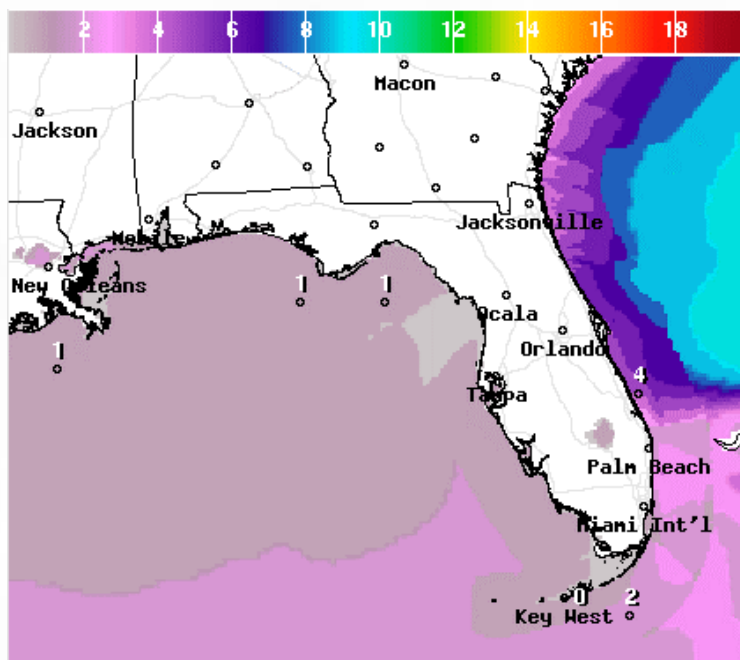 2 4 6 8 10 12 14 16 18
Macon
Jackson
Jacksonville
Mobile
New Orleans
1 1
Ocala
Orlando
1
4
Tampa
Palm Beach
Miami Int'l
0 2
Key West